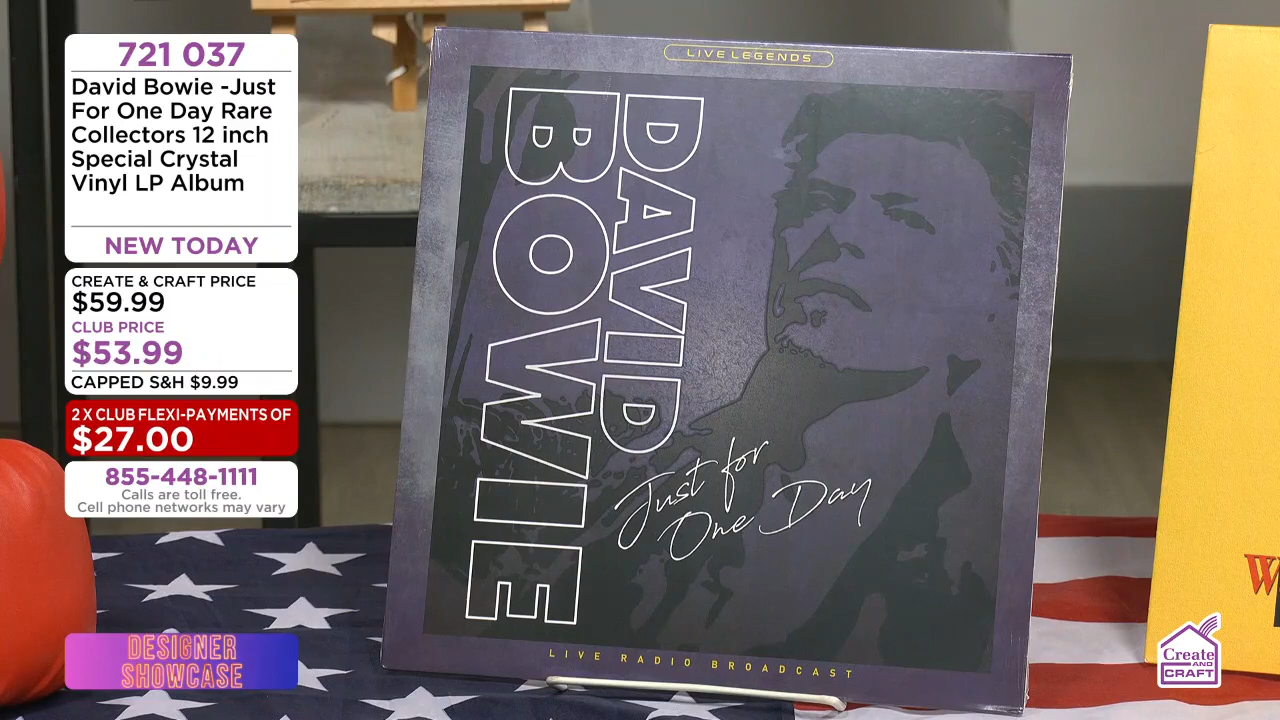 721 037
David Bowie -Just
For One Day Rare
Collectors 12 inch
Special Crystal
Vinyl LP Album
NEW TODAY
CREATE & CRAFT PRICE
$59.99
CLUB PRICE
$53.99
CAPPED S&H $9.99
2 X CLUB FLEXI-PAYMENTS OF
$27.00
855-448-1111
Calls are toll free.
Cell phone networks may vary
DESIGNER
SHOWCASE
LIVE LEGENDS
DAVID
BOWIE
Just for
One Day
LIVE RADIO BROADCAST
W
Create
AND
CRAFT